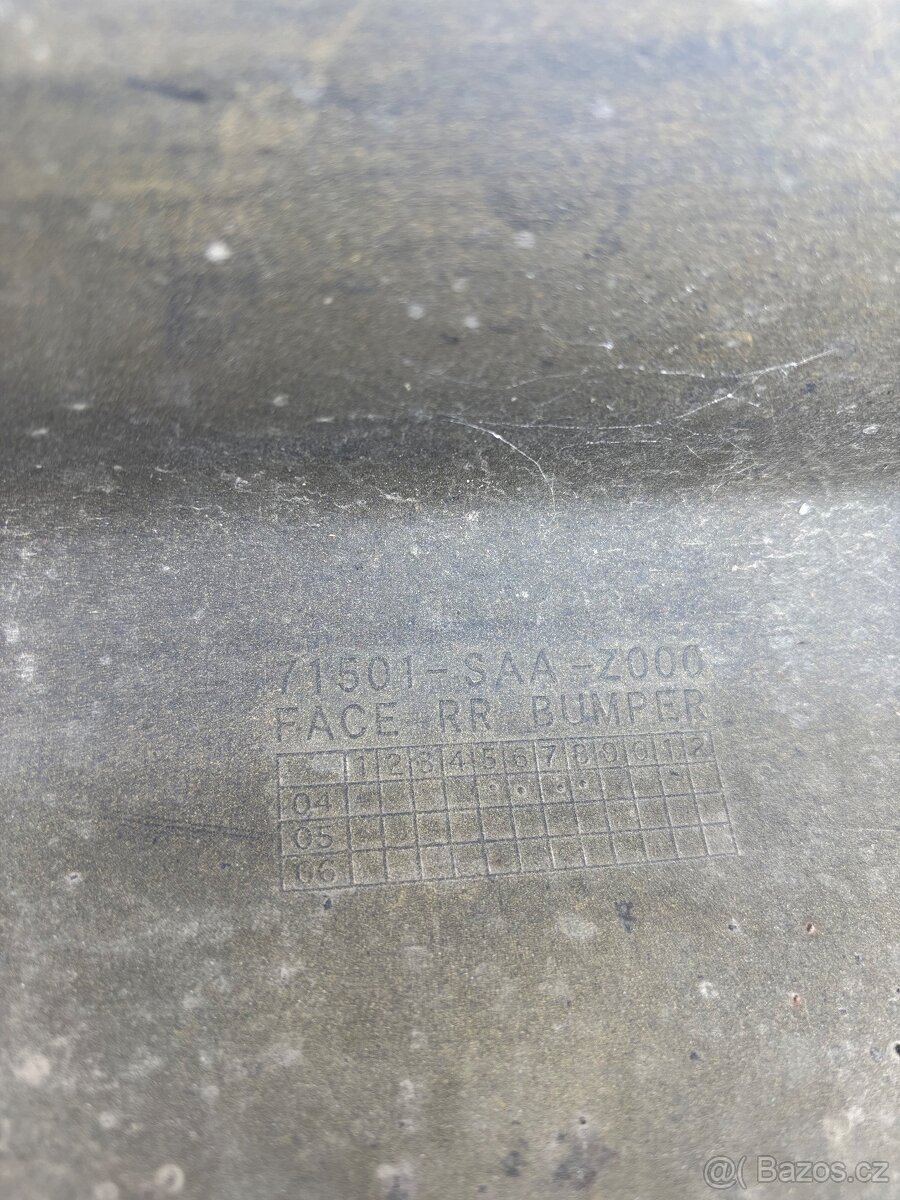 71501-SAA-Z000
FACE-RR BUMPER
1 2 3 4 5 6 7 8 9 0 1 2
04
05
06
@( Bazos.cz